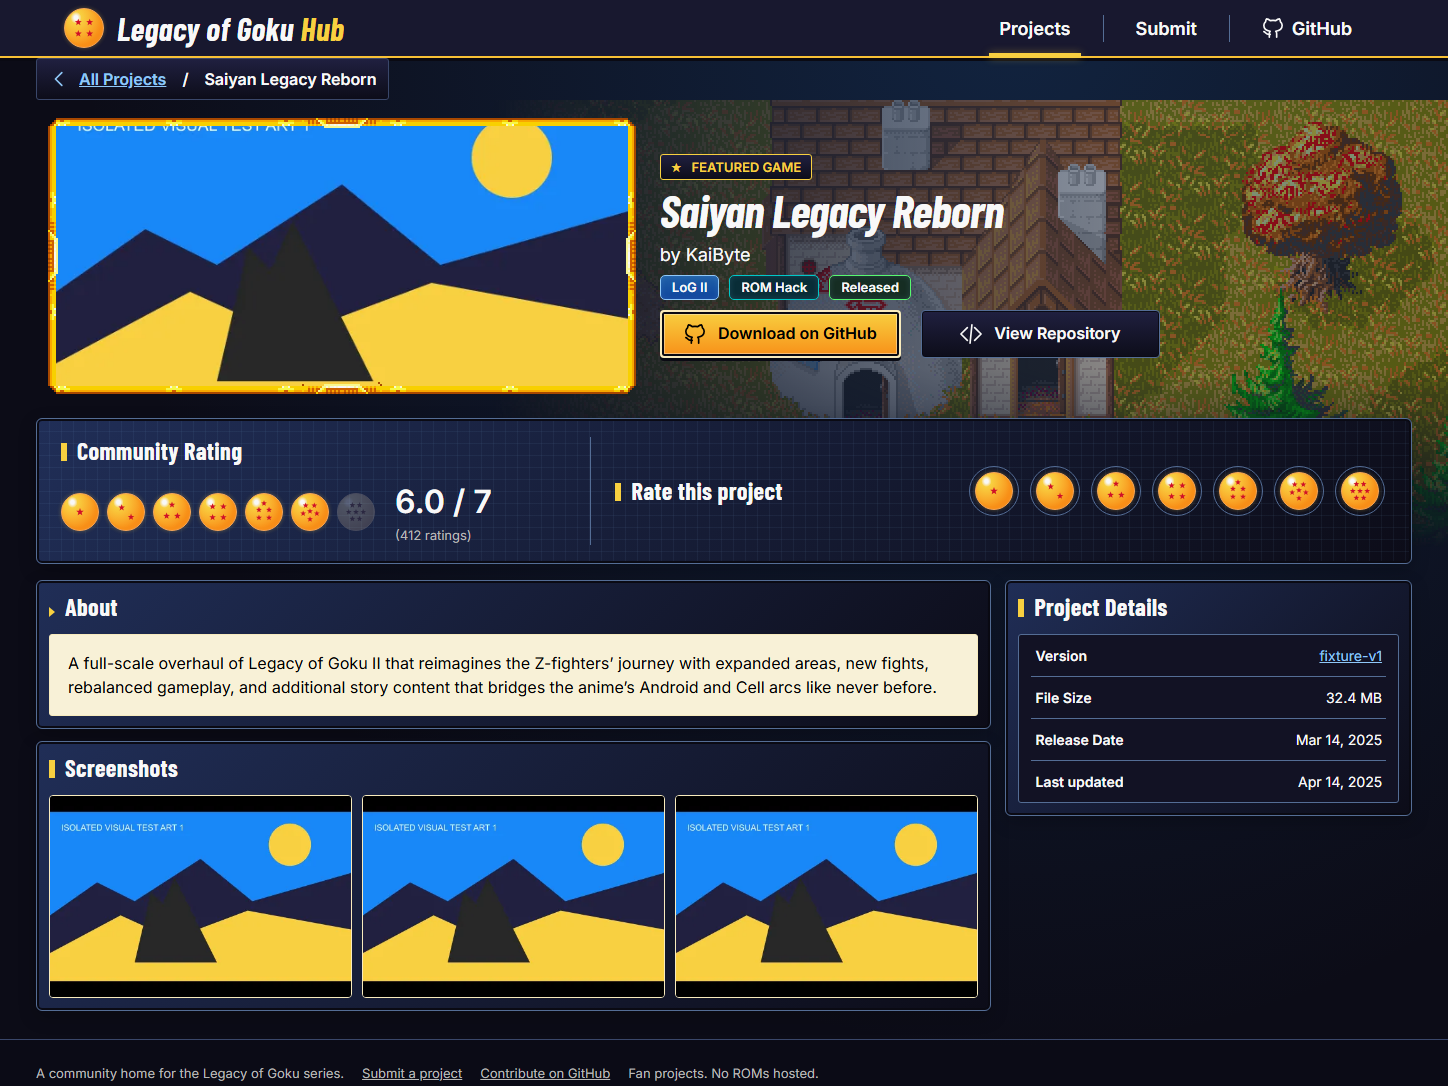 Legacy of Goku Hub
Projects
Submit
GitHub
All Projects / Saiyan Legacy Reborn
ISOLATED VISUAL TEST ART 1
★ FEATURED GAME
Saiyan Legacy Reborn
by KaiByte
LoG II
ROM Hack
Released
Download on GitHub
View Repository
Community Rating
6.0 / 7
(412 ratings)
Rate this project
About
A full-scale overhaul of Legacy of Goku II that reimagines the Z-fighters’ journey with expanded areas, new fights,
rebalanced gameplay, and additional story content that bridges the anime’s Android and Cell arcs like never before.
Project Details
Version fixture-v1
File Size 32.4 MB
Release Date Mar 14, 2025
Last updated Apr 14, 2025
Screenshots
ISOLATED VISUAL TEST ART 1
ISOLATED VISUAL TEST ART 1
ISOLATED VISUAL TEST ART 1
A community home for the Legacy of Goku series. Submit a project Contribute on GitHub Fan projects. No ROMs hosted.